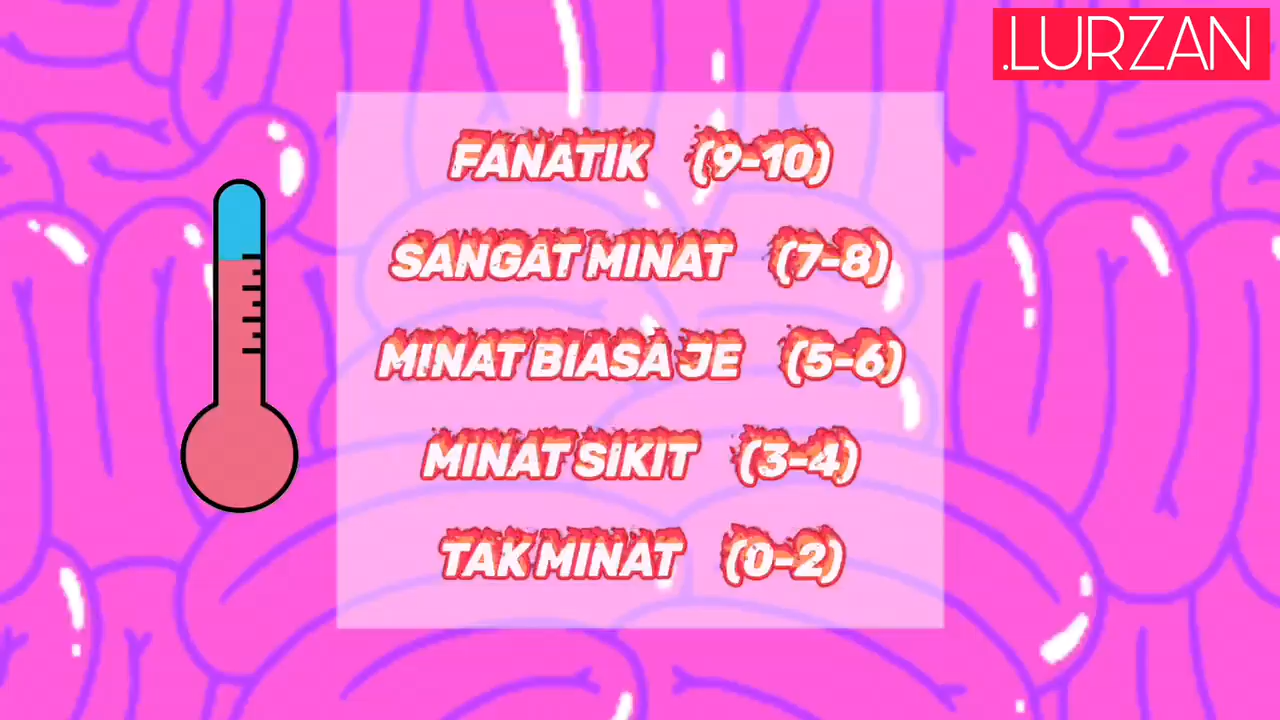 .LURZAN
FANATIK (9-10)
SANGAT MINAT (7-8)
MINAT BIASA JE (5-6)
MINAT SIKIT (3-4)
TAK MINAT (0-2)